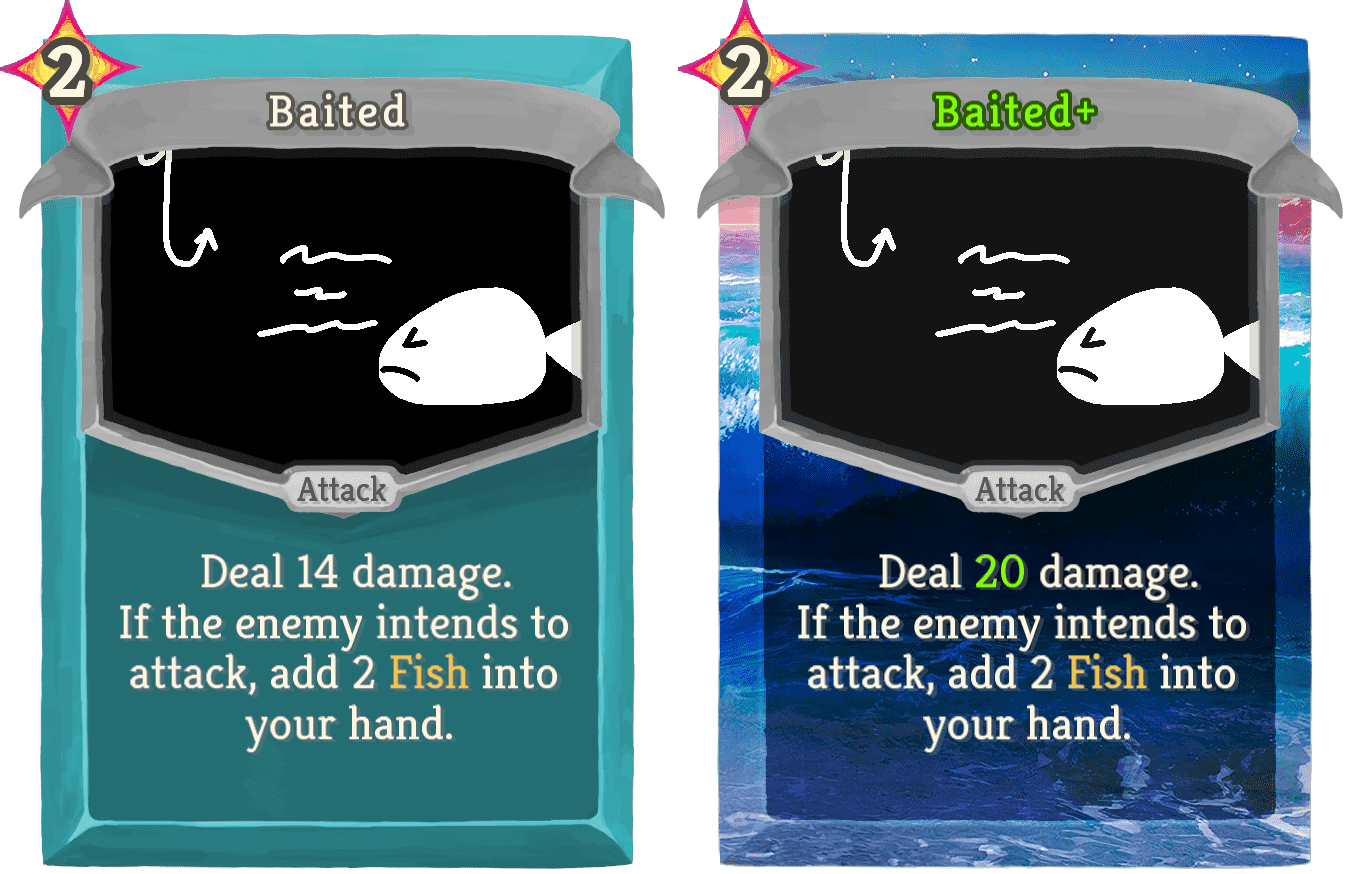 2
Baited
Attack
Deal 14 damage.
If the enemy intends to
attack, add 2 Fish into
your hand.
2
Baited+
Attack
Deal 20 damage.
If the enemy intends to
attack, add 2 Fish into
your hand.